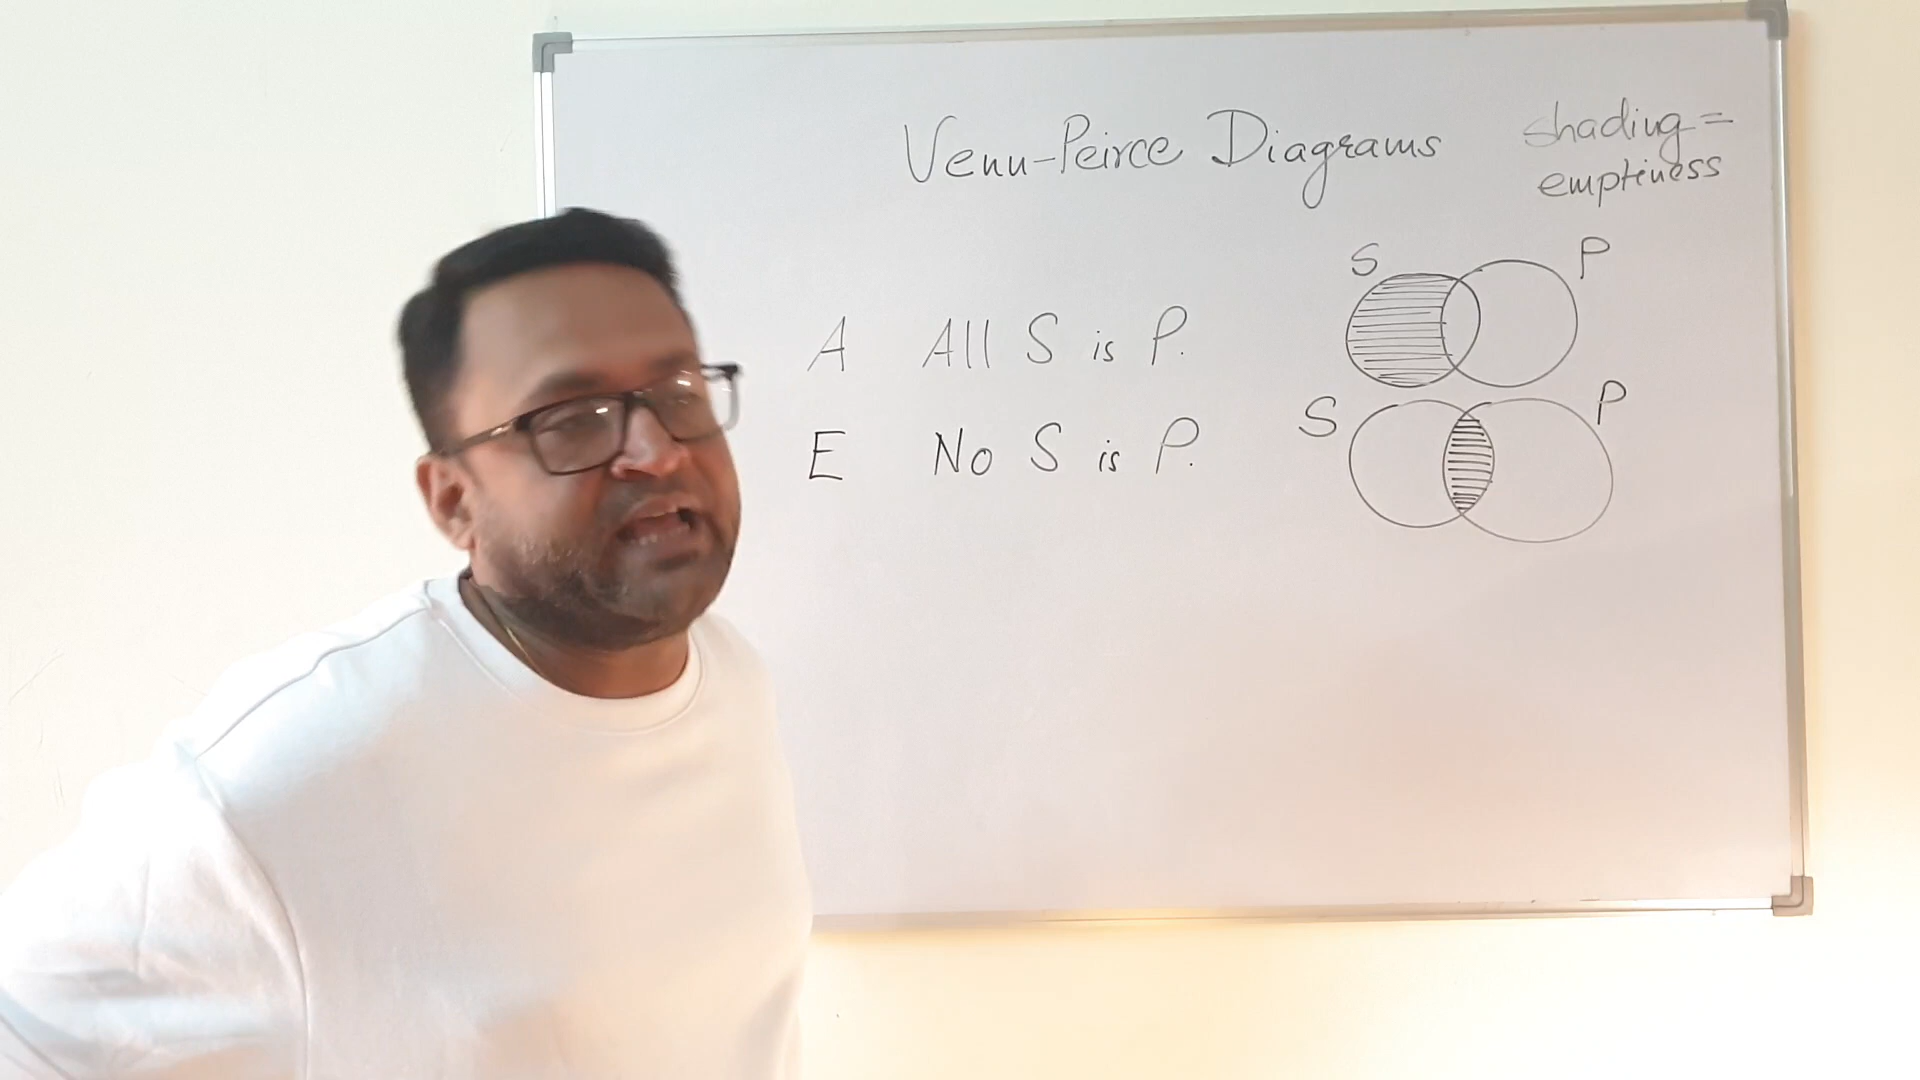 Venn-Peirce Diagrams
shading =
emptiness
A All S is P.
S P
E No S is P.
S P